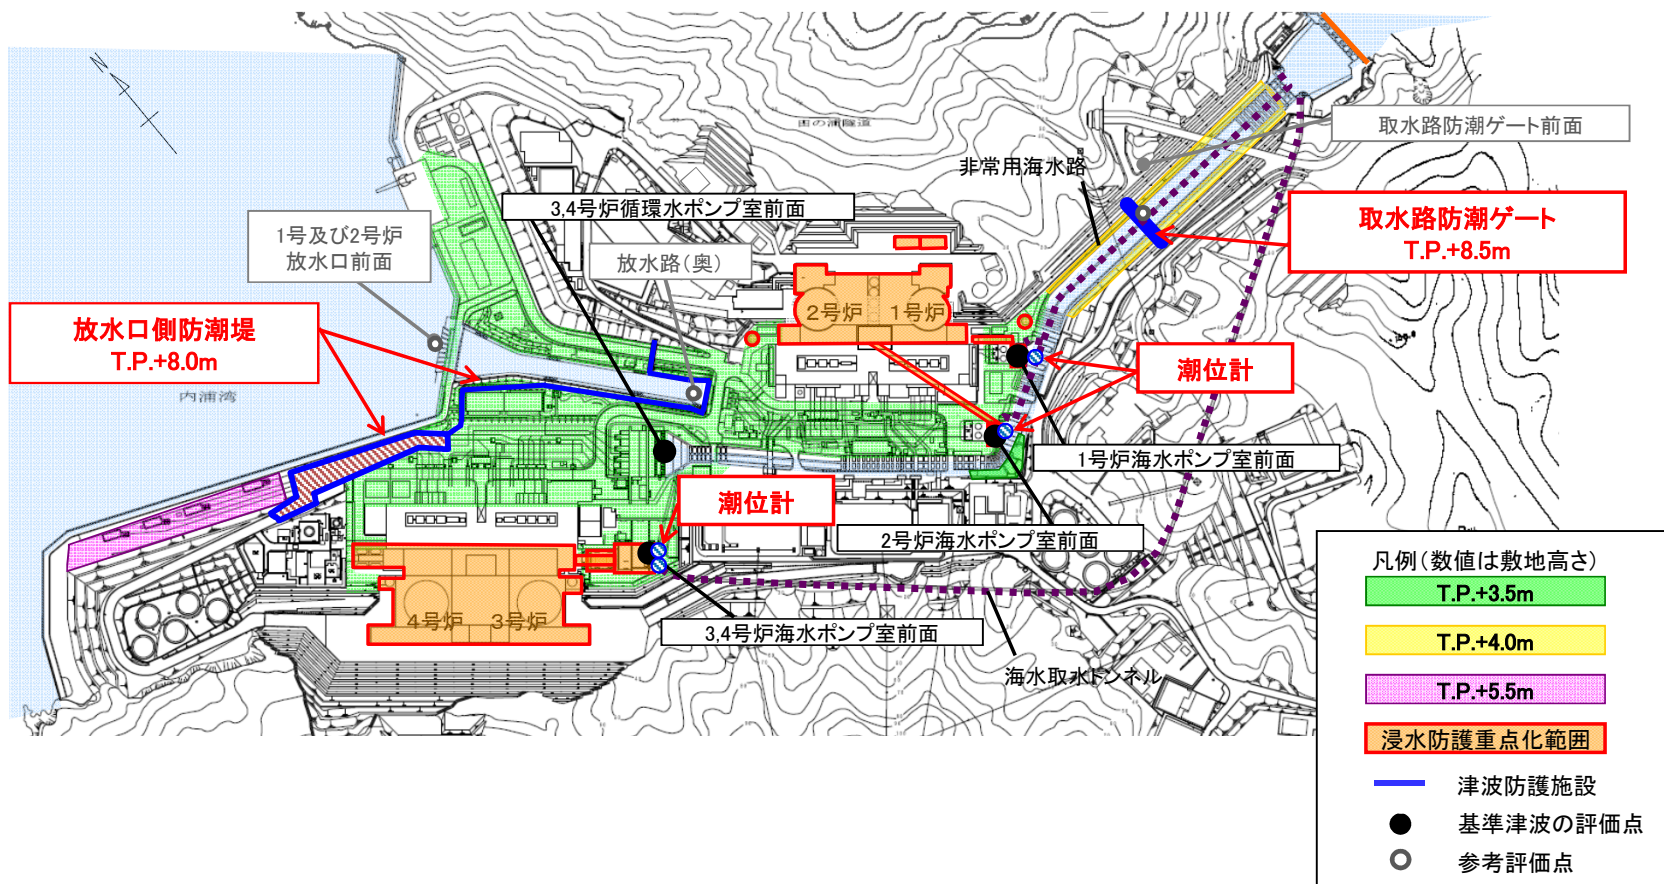 N
田の浦隧道
取水路防潮ゲート前面
非常用海水路
3,4号炉循環水ポンプ室前面
取水路防潮ゲート
T.P.+8.5m
1号及び2号炉
放水口前面
放水路(奥)
2号炉
1号炉
放水口側防潮堤
T.P.+8.0m
内浦湾
潮位計
1号炉海水ポンプ室前面
潮位計
2号炉海水ポンプ室前面
4号炉
3号炉
3,4号炉海水ポンプ室前面
海水取水トンネル
凡例(数値は敷地高さ)
T.P.+3.5m
T.P.+4.0m
T.P.+5.5m
浸水防護重点化範囲
津波防護施設
基準津波の評価点
参考評価点